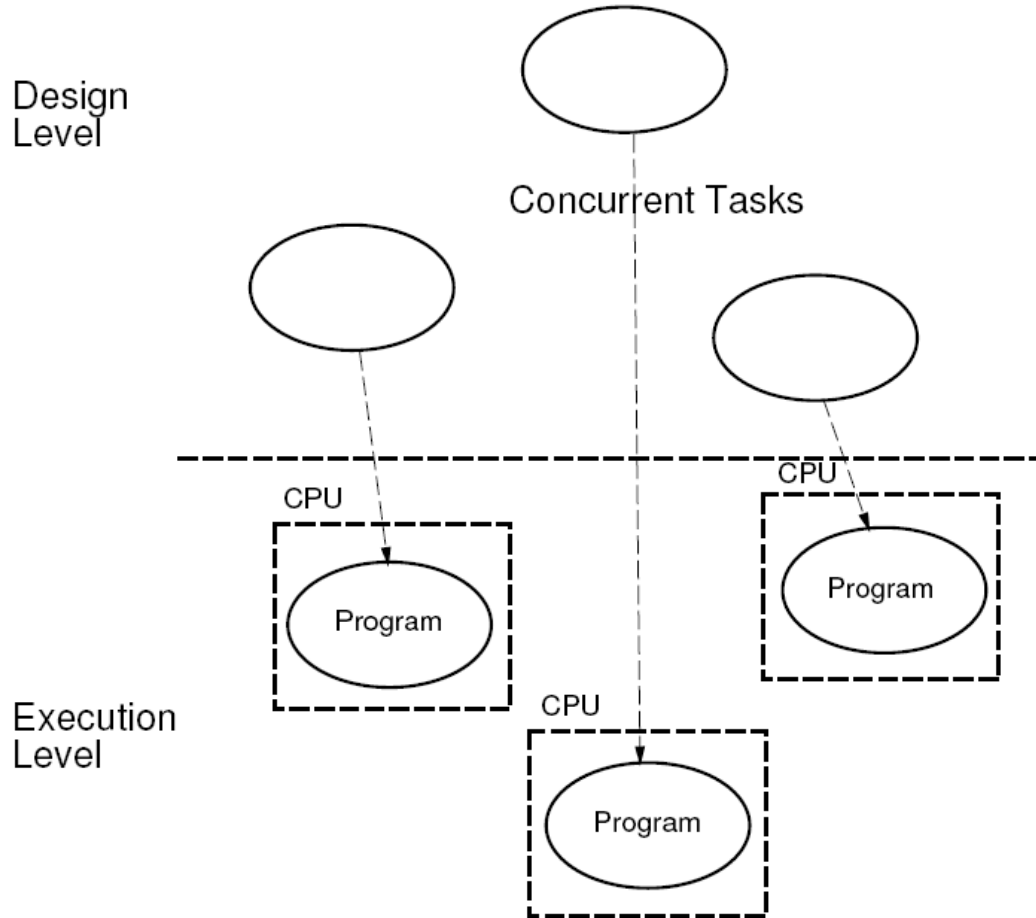 Design
Level
Concurrent Tasks
CPU
CPU
Program
Program
Execution
Level
CPU
Program